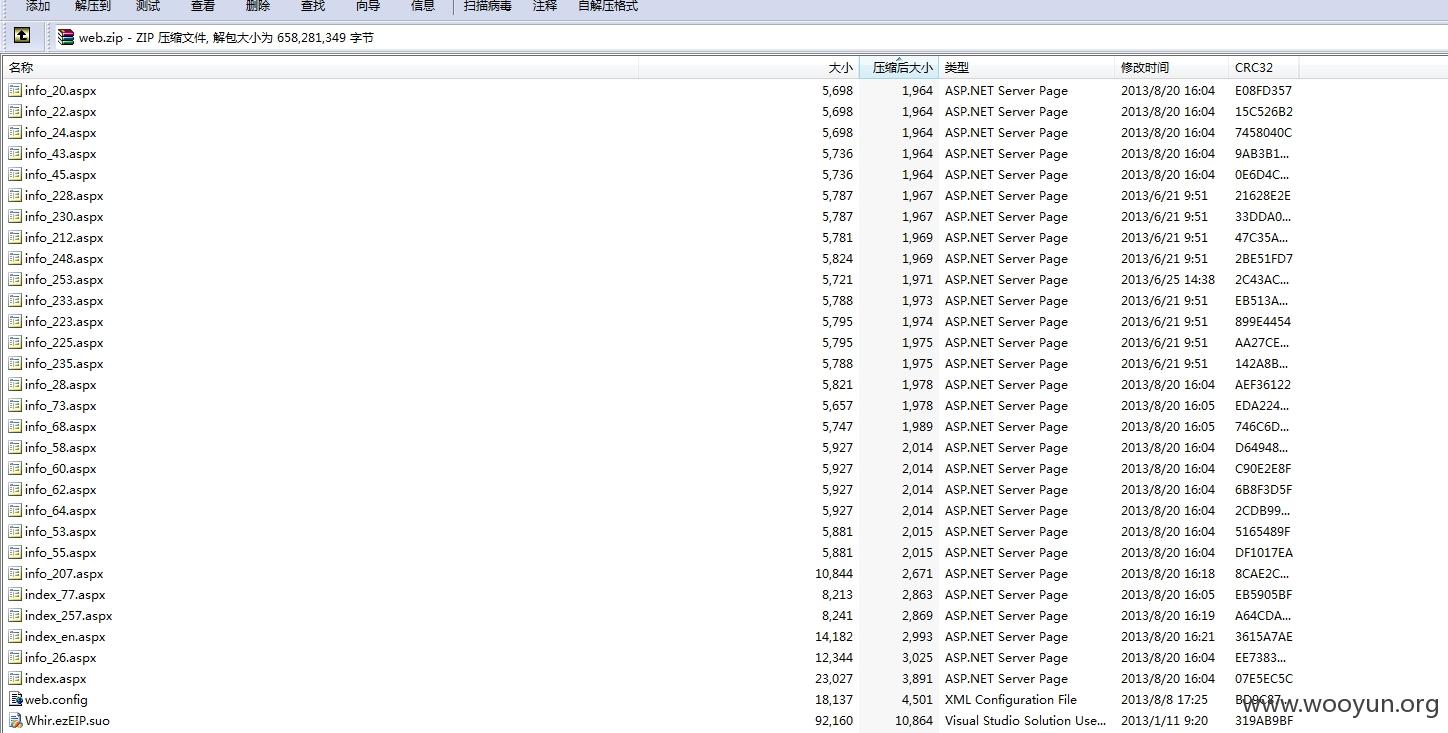 添加 解压到 测试 查看 删除 查找 向导 信息 扫描病毒 注释 自解压格式
web.zip - ZIP 压缩文件, 解包大小为 658,281,349 字节
名称 大小 压缩后大小 类型 修改时间 CRC32
info_20.aspx 5,698 1,964 ASP.NET Server Page 2013/8/20 16:04 E08FD357
info_22.aspx 5,698 1,964 ASP.NET Server Page 2013/8/20 16:04 15C526B2
info_24.aspx 5,698 1,964 ASP.NET Server Page 2013/8/20 16:04 7458040C
info_43.aspx 5,736 1,964 ASP.NET Server Page 2013/8/20 16:04 9AB3B1...
info_45.aspx 5,736 1,964 ASP.NET Server Page 2013/8/20 16:04 0E6D4C...
info_228.aspx 5,787 1,967 ASP.NET Server Page 2013/6/21 9:51 21628E2E
info_230.aspx 5,787 1,967 ASP.NET Server Page 2013/6/21 9:51 33DDA0...
info_212.aspx 5,781 1,969 ASP.NET Server Page 2013/6/21 9:51 47C35A...
info_248.aspx 5,824 1,969 ASP.NET Server Page 2013/6/21 9:51 2BE51FD7
info_253.aspx 5,721 1,971 ASP.NET Server Page 2013/6/25 14:38 2C43AC...
info_233.aspx 5,788 1,973 ASP.NET Server Page 2013/6/21 9:51 EB513A...
info_223.aspx 5,795 1,974 ASP.NET Server Page 2013/6/21 9:51 899E4454
info_225.aspx 5,795 1,975 ASP.NET Server Page 2013/6/21 9:51 AA27CE...
info_235.aspx 5,788 1,975 ASP.NET Server Page 2013/6/21 9:51 142A8B...
info_28.aspx 5,821 1,978 ASP.NET Server Page 2013/8/20 16:04 AEF36122
info_73.aspx 5,657 1,978 ASP.NET Server Page 2013/8/20 16:05 EDA224...
info_68.aspx 5,747 1,989 ASP.NET Server Page 2013/8/20 16:05 746C6D...
info_58.aspx 5,927 2,014 ASP.NET Server Page 2013/8/20 16:04 D64948...
info_60.aspx 5,927 2,014 ASP.NET Server Page 2013/8/20 16:04 C90E2E8F
info_62.aspx 5,927 2,014 ASP.NET Server Page 2013/8/20 16:04 6B8F3D5F
info_64.aspx 5,927 2,014 ASP.NET Server Page 2013/8/20 16:04 2CDB99...
info_53.aspx 5,881 2,015 ASP.NET Server Page 2013/8/20 16:04 5165489F
info_55.aspx 5,881 2,015 ASP.NET Server Page 2013/8/20 16:04 DF1017EA
info_207.aspx 10,844 2,671 ASP.NET Server Page 2013/8/20 16:18 8CAE2C...
index_77.aspx 8,213 2,863 ASP.NET Server Page 2013/8/20 16:05 EB5905BF
index_257.aspx 8,241 2,869 ASP.NET Server Page 2013/8/20 16:19 A64CDA...
index_en.aspx 14,182 2,993 ASP.NET Server Page 2013/8/20 16:21 3615A7AE
info_26.aspx 12,344 3,025 ASP.NET Server Page 2013/8/20 16:04 EE7383...
index.aspx 23,027 3,891 ASP.NET Server Page 2013/8/20 16:04 07E5EC5C
web.config 18,137 4,501 XML Configuration File 2013/8/8 17:25 BD9C87...
www.wooyun.org
Whir.ezEIP.suo 92,160 10,864 Visual Studio Solution Use... 2013/1/11 9:20 319AB9BF